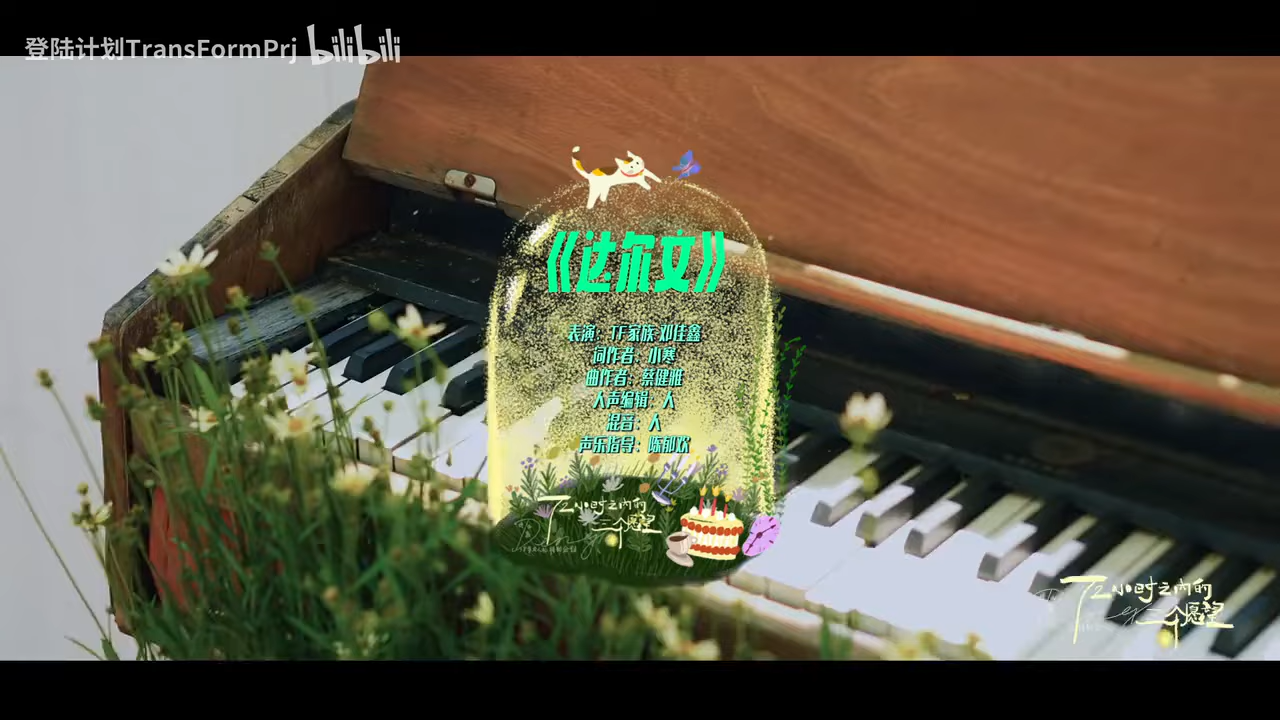 登陆计划TransFormPrj bilibili
《达尔文》
表演：TF家族 邓佳鑫
词作者：小寒
曲作者：蔡健雅
人声编辑：人
混音：人
声乐指导：陈郁欢
72小时之内的
一个愿望
72小时之内的
一个愿望